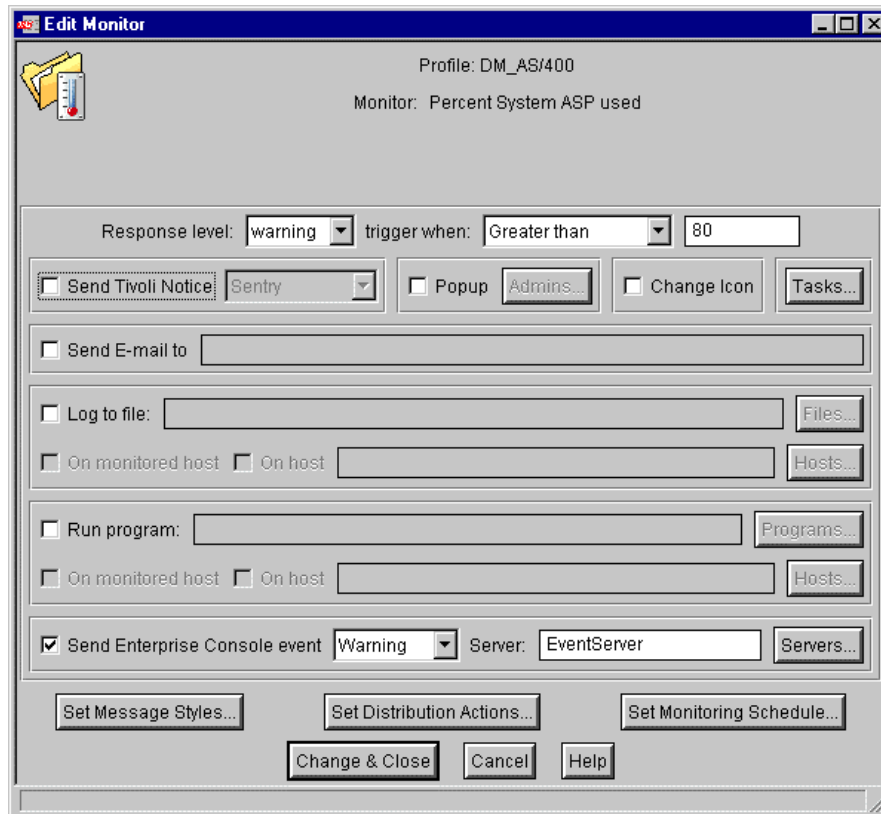 Edit Monitor
Profile: DM_AS/400
Monitor: Percent System ASP used
Response level: warning trigger when: Greater than 80
Send Tivoli Notice Sentry Popup Admins... Change Icon Tasks...
Send E-mail to
Log to file: Files...
On monitored host On host Hosts...
Run program: Programs...
On monitored host On host Hosts...
Send Enterprise Console event Warning Server: EventServer Servers...
Set Message Styles... Set Distribution Actions... Set Monitoring Schedule...
Change & Close Cancel Help